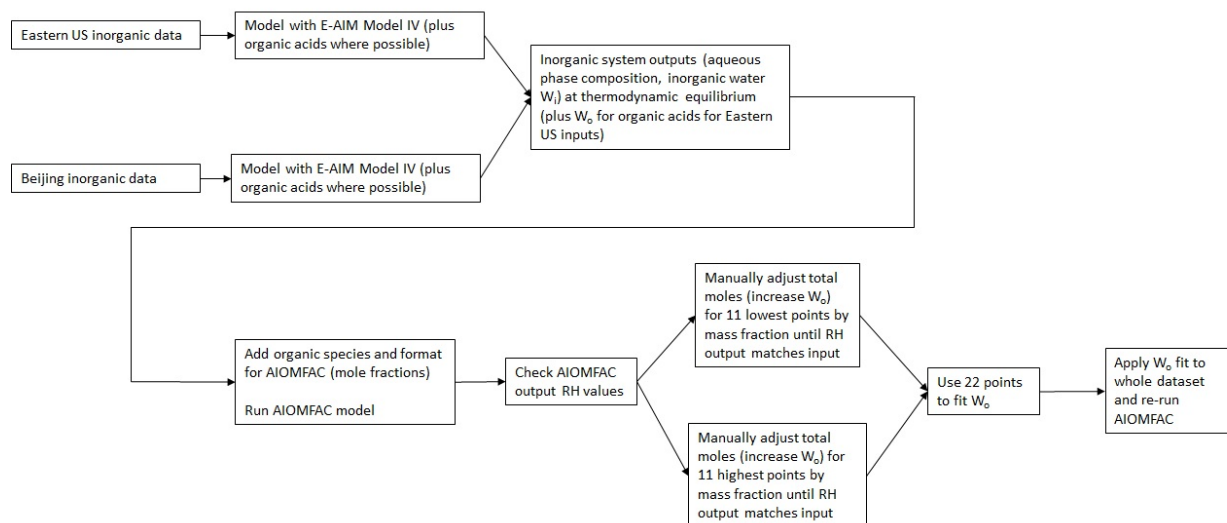 Eastern US inorganic data
Model with E-AIM Model IV (plus
organic acids where possible)
Inorganic system outputs (aqueous
phase composition, inorganic water
Wᵢ) at thermodynamic equilibrium
(plus Wₒ for organic acids for Eastern
US inputs)
Beijing inorganic data
Model with E-AIM Model IV (plus
organic acids where possible)
Add organic species and format
for AIOMFAC (mole fractions)
Run AIOMFAC model
Check AIOMFAC
output RH values
Manually adjust total
moles (increase Wₒ)
for 11 lowest points by
mass fraction until RH
output matches input
Manually adjust total
moles (increase Wₒ) for
11 highest points by
mass fraction until RH
output matches input
Use 22 points
to fit Wₒ
Apply Wₒ fit to
whole dataset
and re-run
AIOMFAC